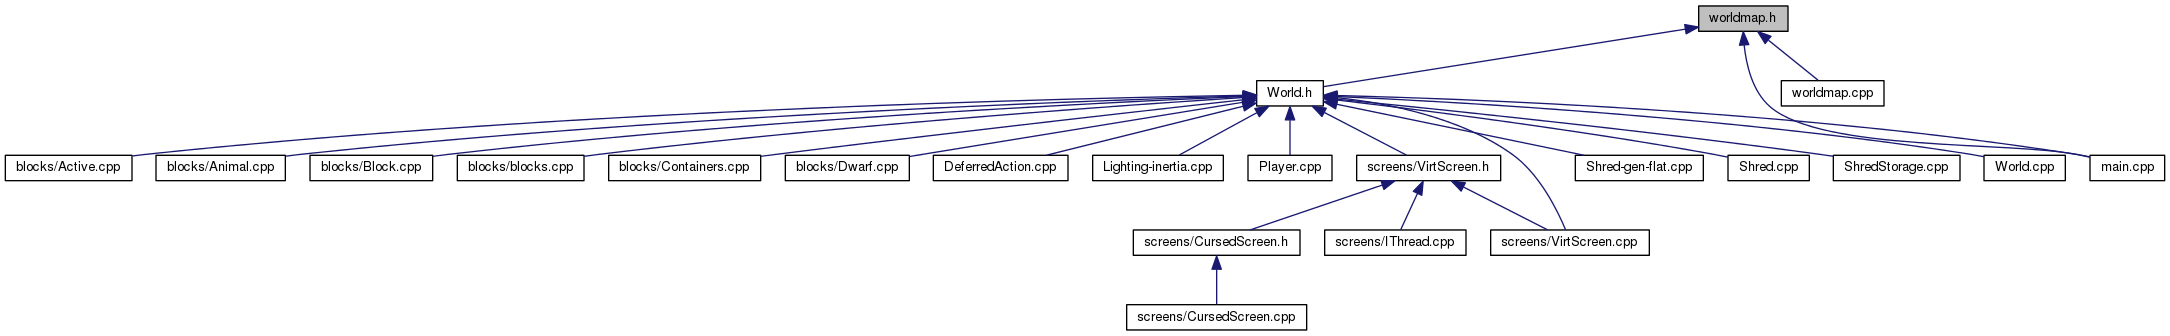 worldmap.h
World.h
worldmap.cpp
blocks/Active.cpp
blocks/Animal.cpp
blocks/Block.cpp
blocks/blocks.cpp
blocks/Containers.cpp
blocks/Dwarf.cpp
DeferredAction.cpp
Lighting-inertia.cpp
Player.cpp
screens/VirtScreen.h
Shred-gen-flat.cpp
Shred.cpp
ShredStorage.cpp
World.cpp
main.cpp
screens/CursedScreen.h
screens/IThread.cpp
screens/VirtScreen.cpp
screens/CursedScreen.cpp